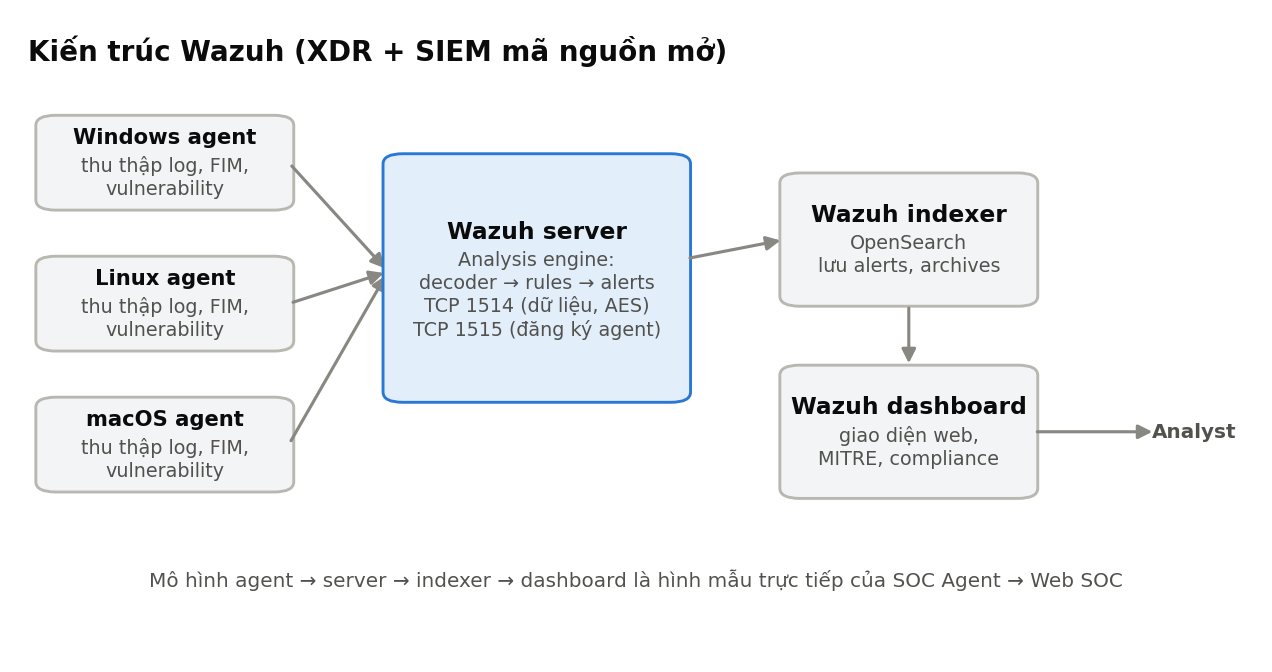 Kiến trúc Wazuh (XDR + SIEM mã nguồn mở)
Windows agent
thu thập log, FIM,
vulnerability
Linux agent
thu thập log, FIM,
vulnerability
macOS agent
thu thập log, FIM,
vulnerability
Wazuh server
Analysis engine:
decoder → rules → alerts
TCP 1514 (dữ liệu, AES)
TCP 1515 (đăng ký agent)
Wazuh indexer
OpenSearch
lưu alerts, archives
Wazuh dashboard
giao diện web,
MITRE, compliance
Analyst
Mô hình agent → server → indexer → dashboard là hình mẫu trực tiếp của SOC Agent → Web SOC